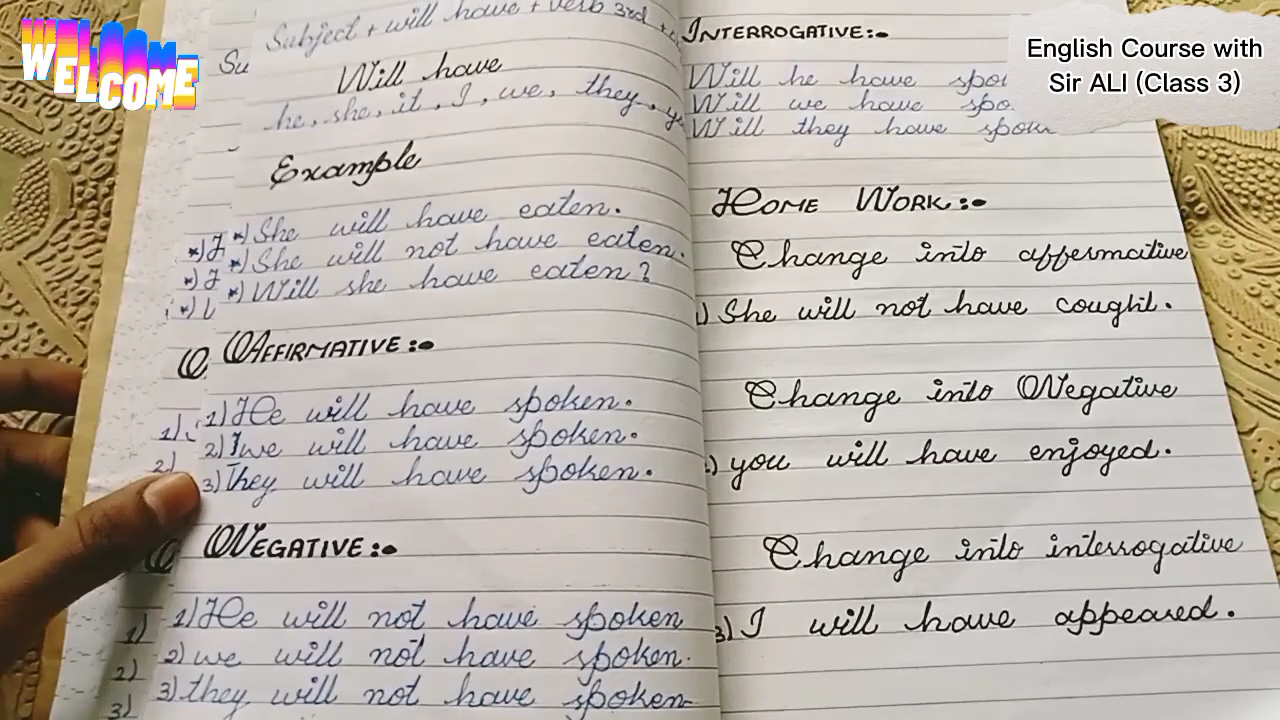 WELCOME
English Course with
Sir ALI (Class 3)
Subject + will have + verb 3rd +
Su
Will have
he, she, it, I, we, they,
Example
*) She will have eaten.
*) She will not have eaten.
*) Will she have eaten?
AFFIRMATIVE:-
1) He will have spoken.
2) we will have spoken.
3) They will have spoken.
NEGATIVE:-
1) He will not have spoken
2) we will not have spoken.
3) they will not have spoken-
INTERROGATIVE:-
Will he have spo
Will we have spo
Will they have spok
HOME WORK:-
Change into affermative
1) She will not have cought.
Change into Negative
) you will have enjoyed.
Change into interrogative
3) I will have appeared.